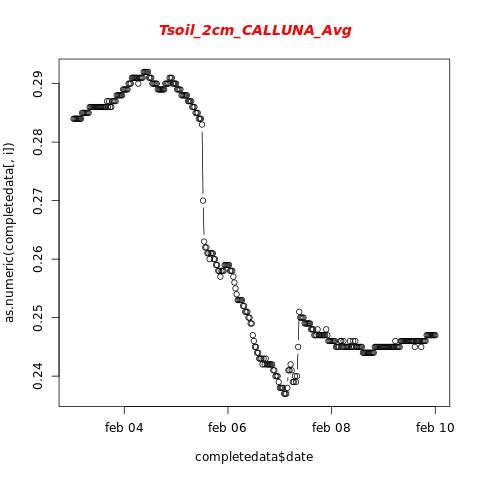 Tsoil_2cm_CALLUNA_Avg
as.numeric(completedata[, i])
0.29
0.28
0.27
0.26
0.25
0.24
feb 04 feb 06 feb 08 feb 10
completedata$date